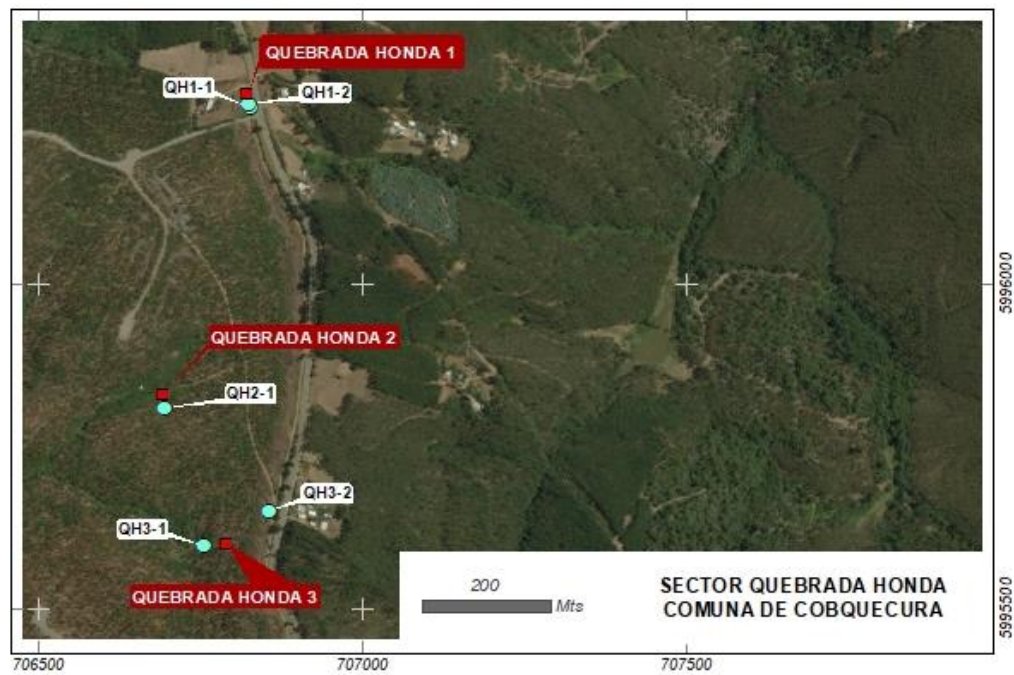 QUEBRADA HONDA 1
QH1-1
QH1-2
5996000
QUEBRADA HONDA 2
QH2-1
QH3-2
QH3-1
QUEBRADA HONDA 3
200
Mts
SECTOR QUEBRADA HONDA
COMUNA DE COBQUECURA
5995500
706500
707000
707500